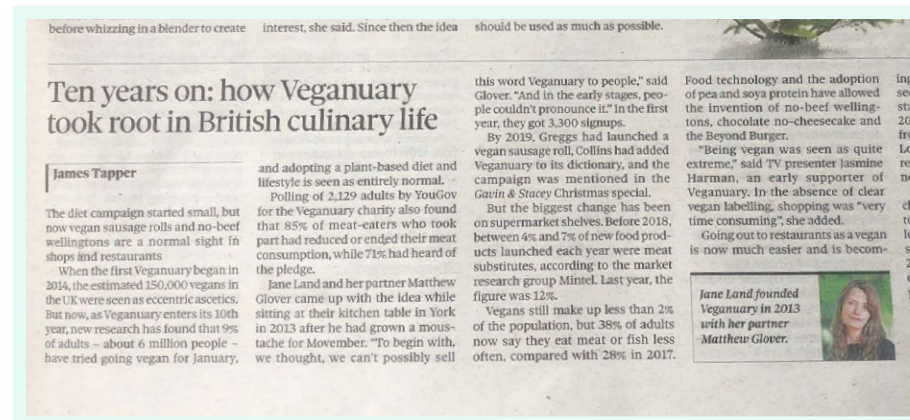 before whizzing in a blender to create
interest, she said. Since then the idea
should be used as much as possible.
Ten years on: how Veganuary
took root in British culinary life
James Tapper
The diet campaign started small, but
now vegan sausage rolls and no-beef
wellingtons are a normal sight in
shops and restaurants
When the first Veganuary began in
2014, the estimated 150,000 vegans in
the UK were seen as eccentric ascetics.
But now, as Veganuary enters its 10th
year, new research has found that 9%
of adults – about 6 million people –
have tried going vegan for January,
and adopting a plant-based diet and
lifestyle is seen as entirely normal.
Polling of 2,129 adults by YouGov
for the Veganuary charity also found
that 85% of meat-eaters who took
part had reduced or ended their meat
consumption, while 71% had heard of
the pledge.
Jane Land and her partner Matthew
Glover came up with the idea while
sitting at their kitchen table in York
in 2013 after he had grown a mous-
tache for Movember. “To begin with,
we thought, we can’t possibly sell
this word Veganuary to people,” said
Glover. “And in the early stages, peo-
ple couldn’t pronounce it.” In the first
year, they got 3,300 signups.
By 2019, Greggs had launched a
vegan sausage roll, Collins had added
Veganuary to its dictionary, and the
campaign was mentioned in the
Gavin & Stacey Christmas special.
But the biggest change has been
on supermarket shelves. Before 2018,
between 4% and 7% of new food prod-
ucts launched each year were meat
substitutes, according to the market
research group Mintel. Last year, the
figure was 12%.
Vegans still make up less than 2%
of the population, but 38% of adults
now say they eat meat or fish less
often, compared with 28% in 2017.
Food technology and the adoption
of pea and soya protein have allowed
the invention of no-beef welling-
tons, chocolate no-cheesecake and
the Beyond Burger.
“Being vegan was seen as quite
extreme,” said TV presenter Jasmine
Harman, an early supporter of
Veganuary. In the absence of clear
vegan labelling, shopping was “very
time consuming”, she added.
Going out to restaurants as a vegan
is now much easier and is becom-
Jane Land founded
Veganuary in 2013
with her partner
Matthew Glover.